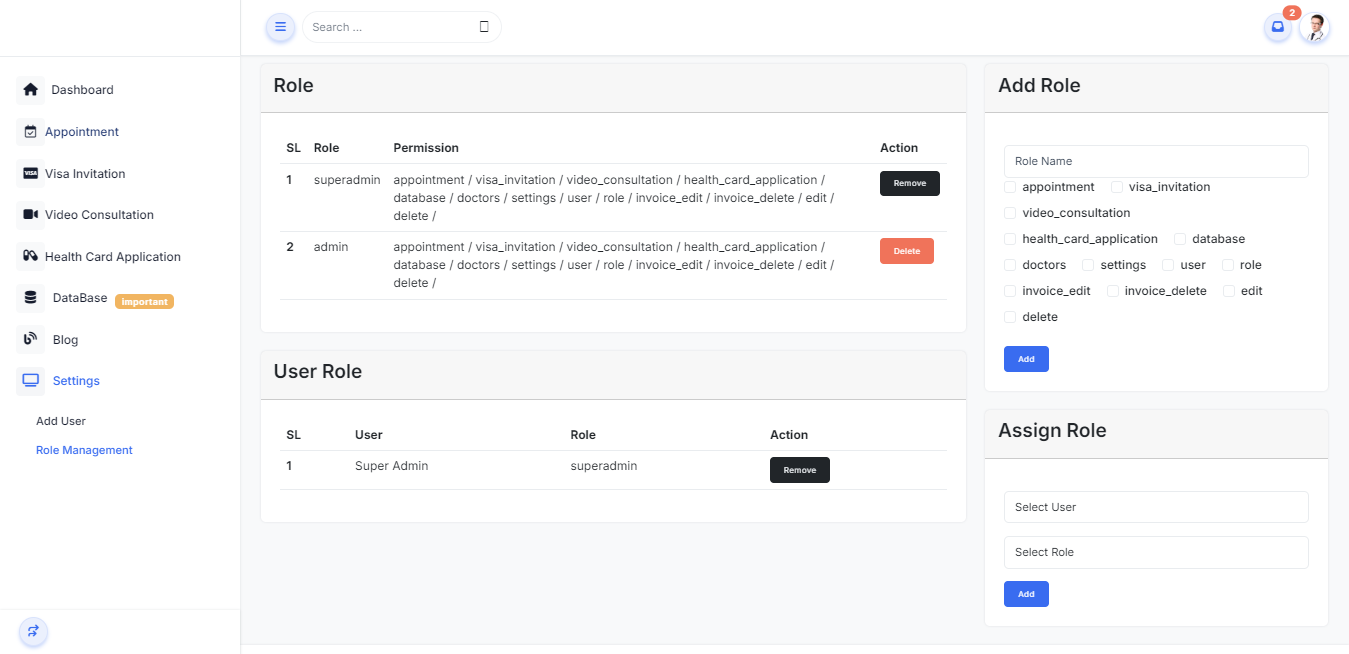 Search ...
2
Dashboard
Appointment
VISA Visa Invitation
Video Consultation
Health Card Application
DataBase Important
Blog
Settings
Add User
Role Management
Role
SL Role Permission Action
1 superadmin appointment / visa_invitation / video_consultation / health_card_application / Remove
database / doctors / settings / user / role / invoice_edit / invoice_delete / edit /
delete /
2 admin appointment / visa_invitation / video_consultation / health_card_application / Delete
database / doctors / settings / user / role / invoice_edit / invoice_delete / edit /
delete /
User Role
SL User Role Action
1 Super Admin superadmin Remove
Add Role
Role Name
appointment visa_invitation
video_consultation
health_card_application database
doctors settings user role
invoice_edit invoice_delete edit
delete
Add
Assign Role
Select User
Select Role
Add